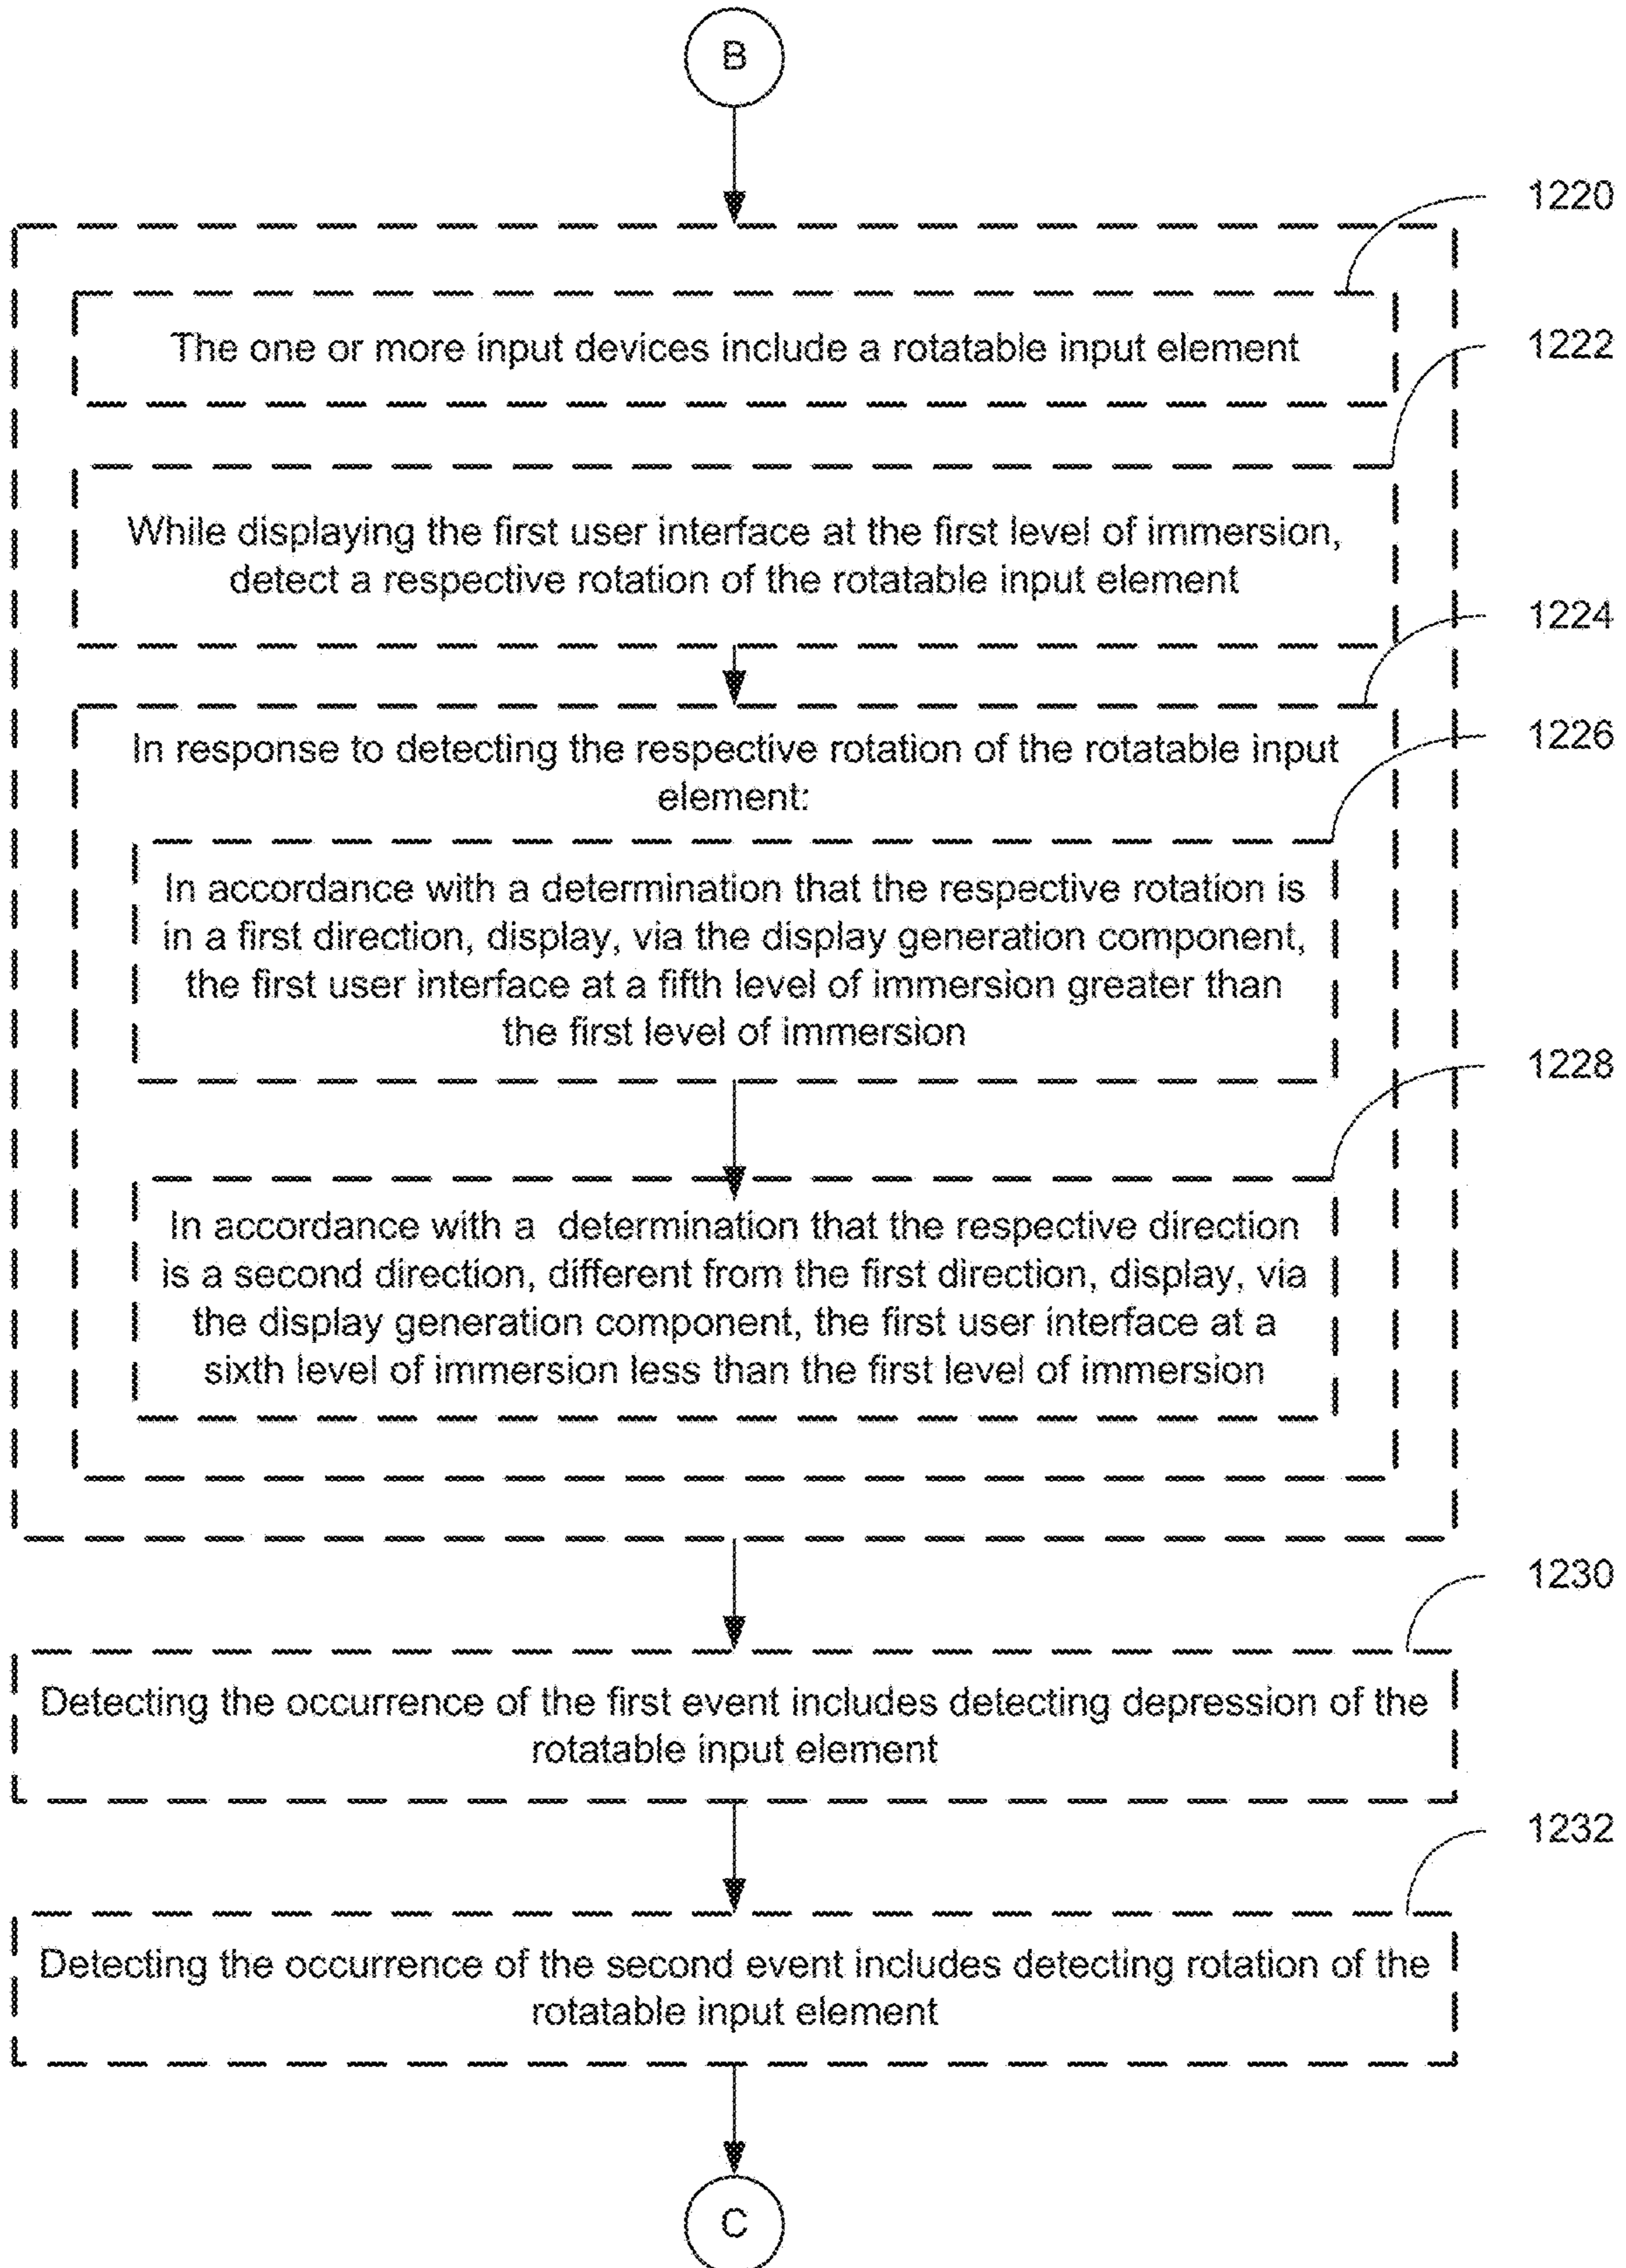 B
1220
The one or more input devices include a rotatable input element
1222
While displaying the first user interface at the first level of immersion,
detect a respective rotation of the rotatable input element
1224
In response to detecting the respective rotation of the rotatable input
element:
1226
In accordance with a determination that the respective rotation is
in a first direction, display, via the display generation component,
the first user interface at a fifth level of immersion greater than
the first level of immersion
1228
In accordance with a determination that the respective direction
is a second direction, different from the first direction, display, via
the display generation component, the first user interface at a
sixth level of immersion less than the first level of immersion
1230
Detecting the occurrence of the first event includes detecting depression of the
rotatable input element
1232
Detecting the occurrence of the second event includes detecting rotation of the
rotatable input element
C